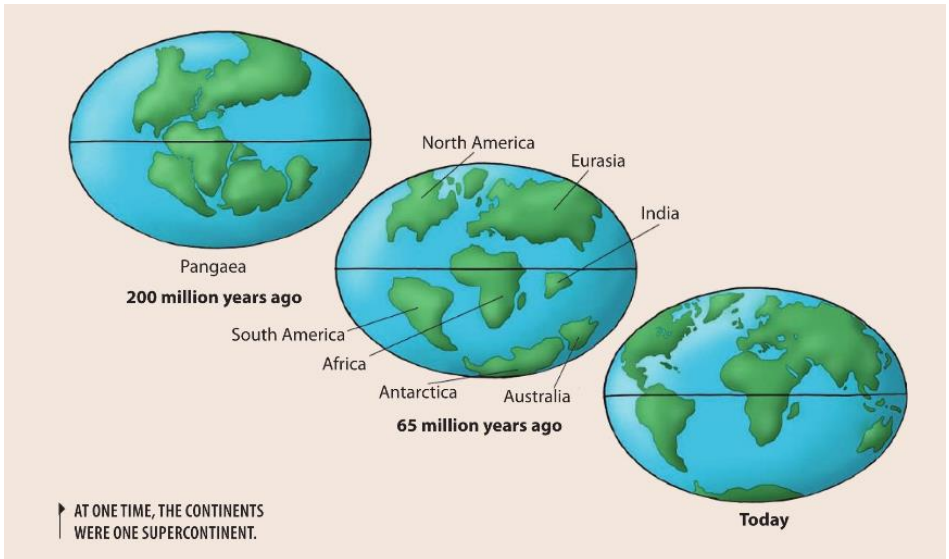 Pangaea
200 million years ago
North America
Eurasia
India
South America
Africa
Antarctica
Australia
65 million years ago
Today
AT ONE TIME, THE CONTINENTS
WERE ONE SUPERCONTINENT.